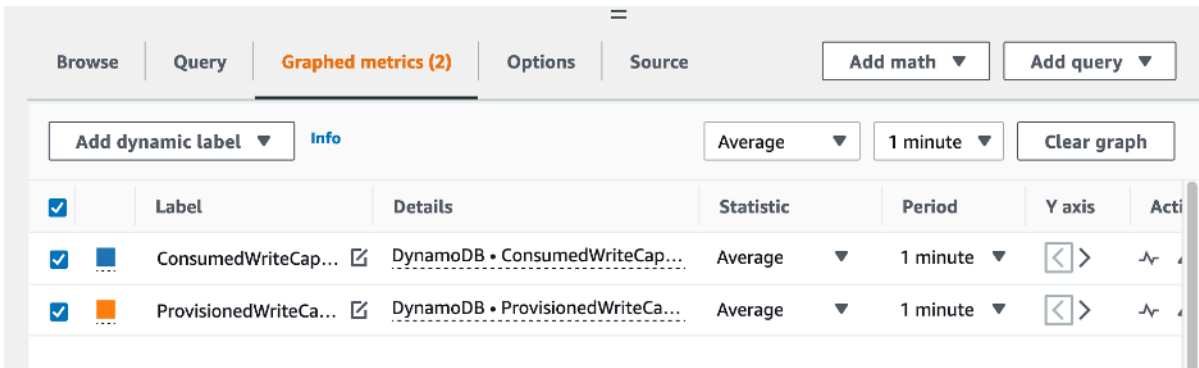 Browse Query Graphed metrics (2) Options Source Add math ▼ Add query ▼
Add dynamic label ▼ Info Average ▼ 1 minute ▼ Clear graph
Label Details Statistic Period Y axis Acti
ConsumedWriteCap... DynamoDB • ConsumedWriteCap... Average ▼ 1 minute ▼ < >
ProvisionedWriteCa... DynamoDB • ProvisionedWriteCa... Average ▼ 1 minute ▼ < >